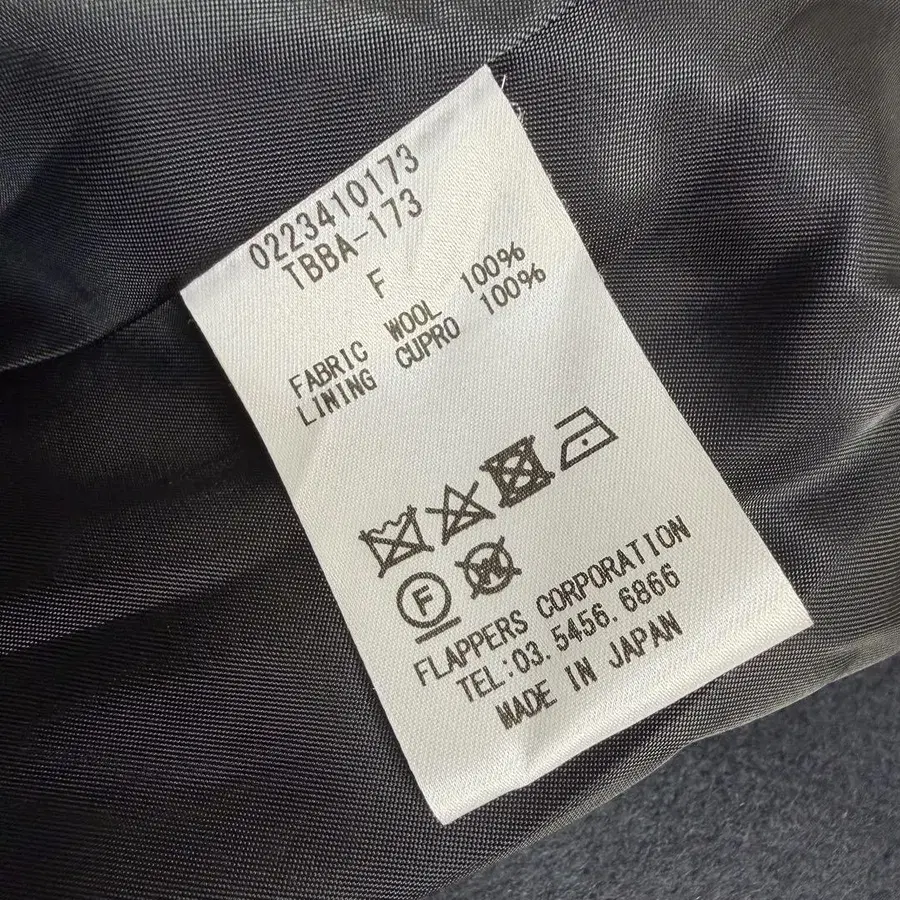 0223410173
TBBA-173
F
FABRIC WOOL 100%
LINING CUPRO 100%
F W
FLAPPERS CORPORATION
TEL:03.5456.6866
MADE IN JAPAN